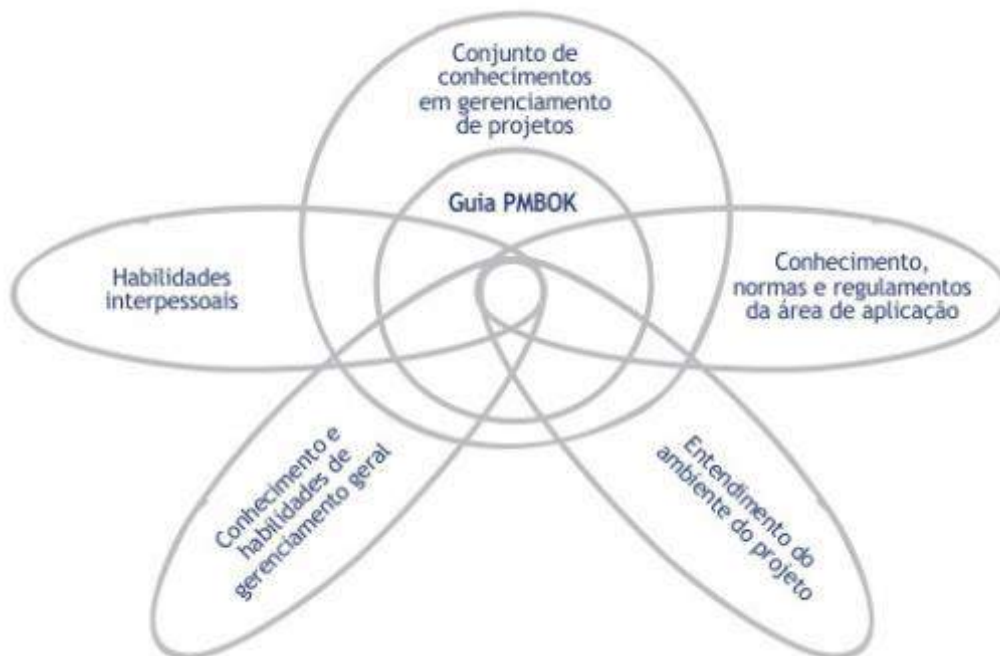 Conjunto de
conhecimentos
em gerenciamento
de projetos
Guia PMBOK
Habilidades
interpessoais
Conhecimento,
normas e regulamentos
da área de aplicação
Conhecimento e
habilidades de
gerenciamento geral
Entendimento do
ambiente do projeto